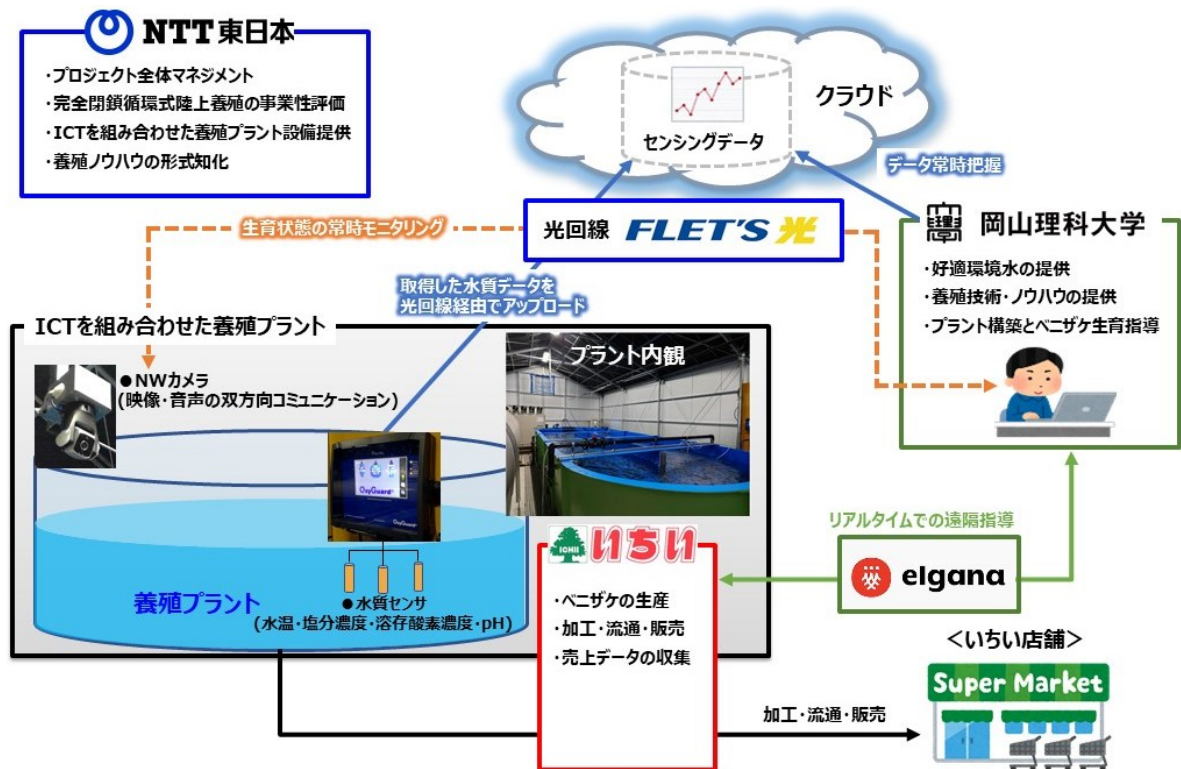 NTT東日本
・プロジェクト全体マネジメント
・完全閉鎖循環式陸上養殖の事業性評価
・ICTを組み合わせた養殖プラント設備提供
・養殖ノウハウの形式知化
クラウド
センシングデータ
データ常時把握
生育状態の常時モニタリング
光回線 FLET'S 光
取得した水質データを
光回線経由でアップロード
岡山理科大学
・好適環境水の提供
・養殖技術・ノウハウの提供
・プラント構築とベニザケ生育指導
ICTを組み合わせた養殖プラント
●NWカメラ
(映像・音声の双方向コミュニケーション)
プラント内観
OxyGuard
OxyGuard
養殖プラント
●水質センサ
(水温・塩分濃度・溶存酸素濃度・pH)
ICHII いちい
・ベニザケの生産
・加工・流通・販売
・売上データの収集
リアルタイムでの遠隔指導
elgana
＜いちい店舗＞
Super Market
加工・流通・販売